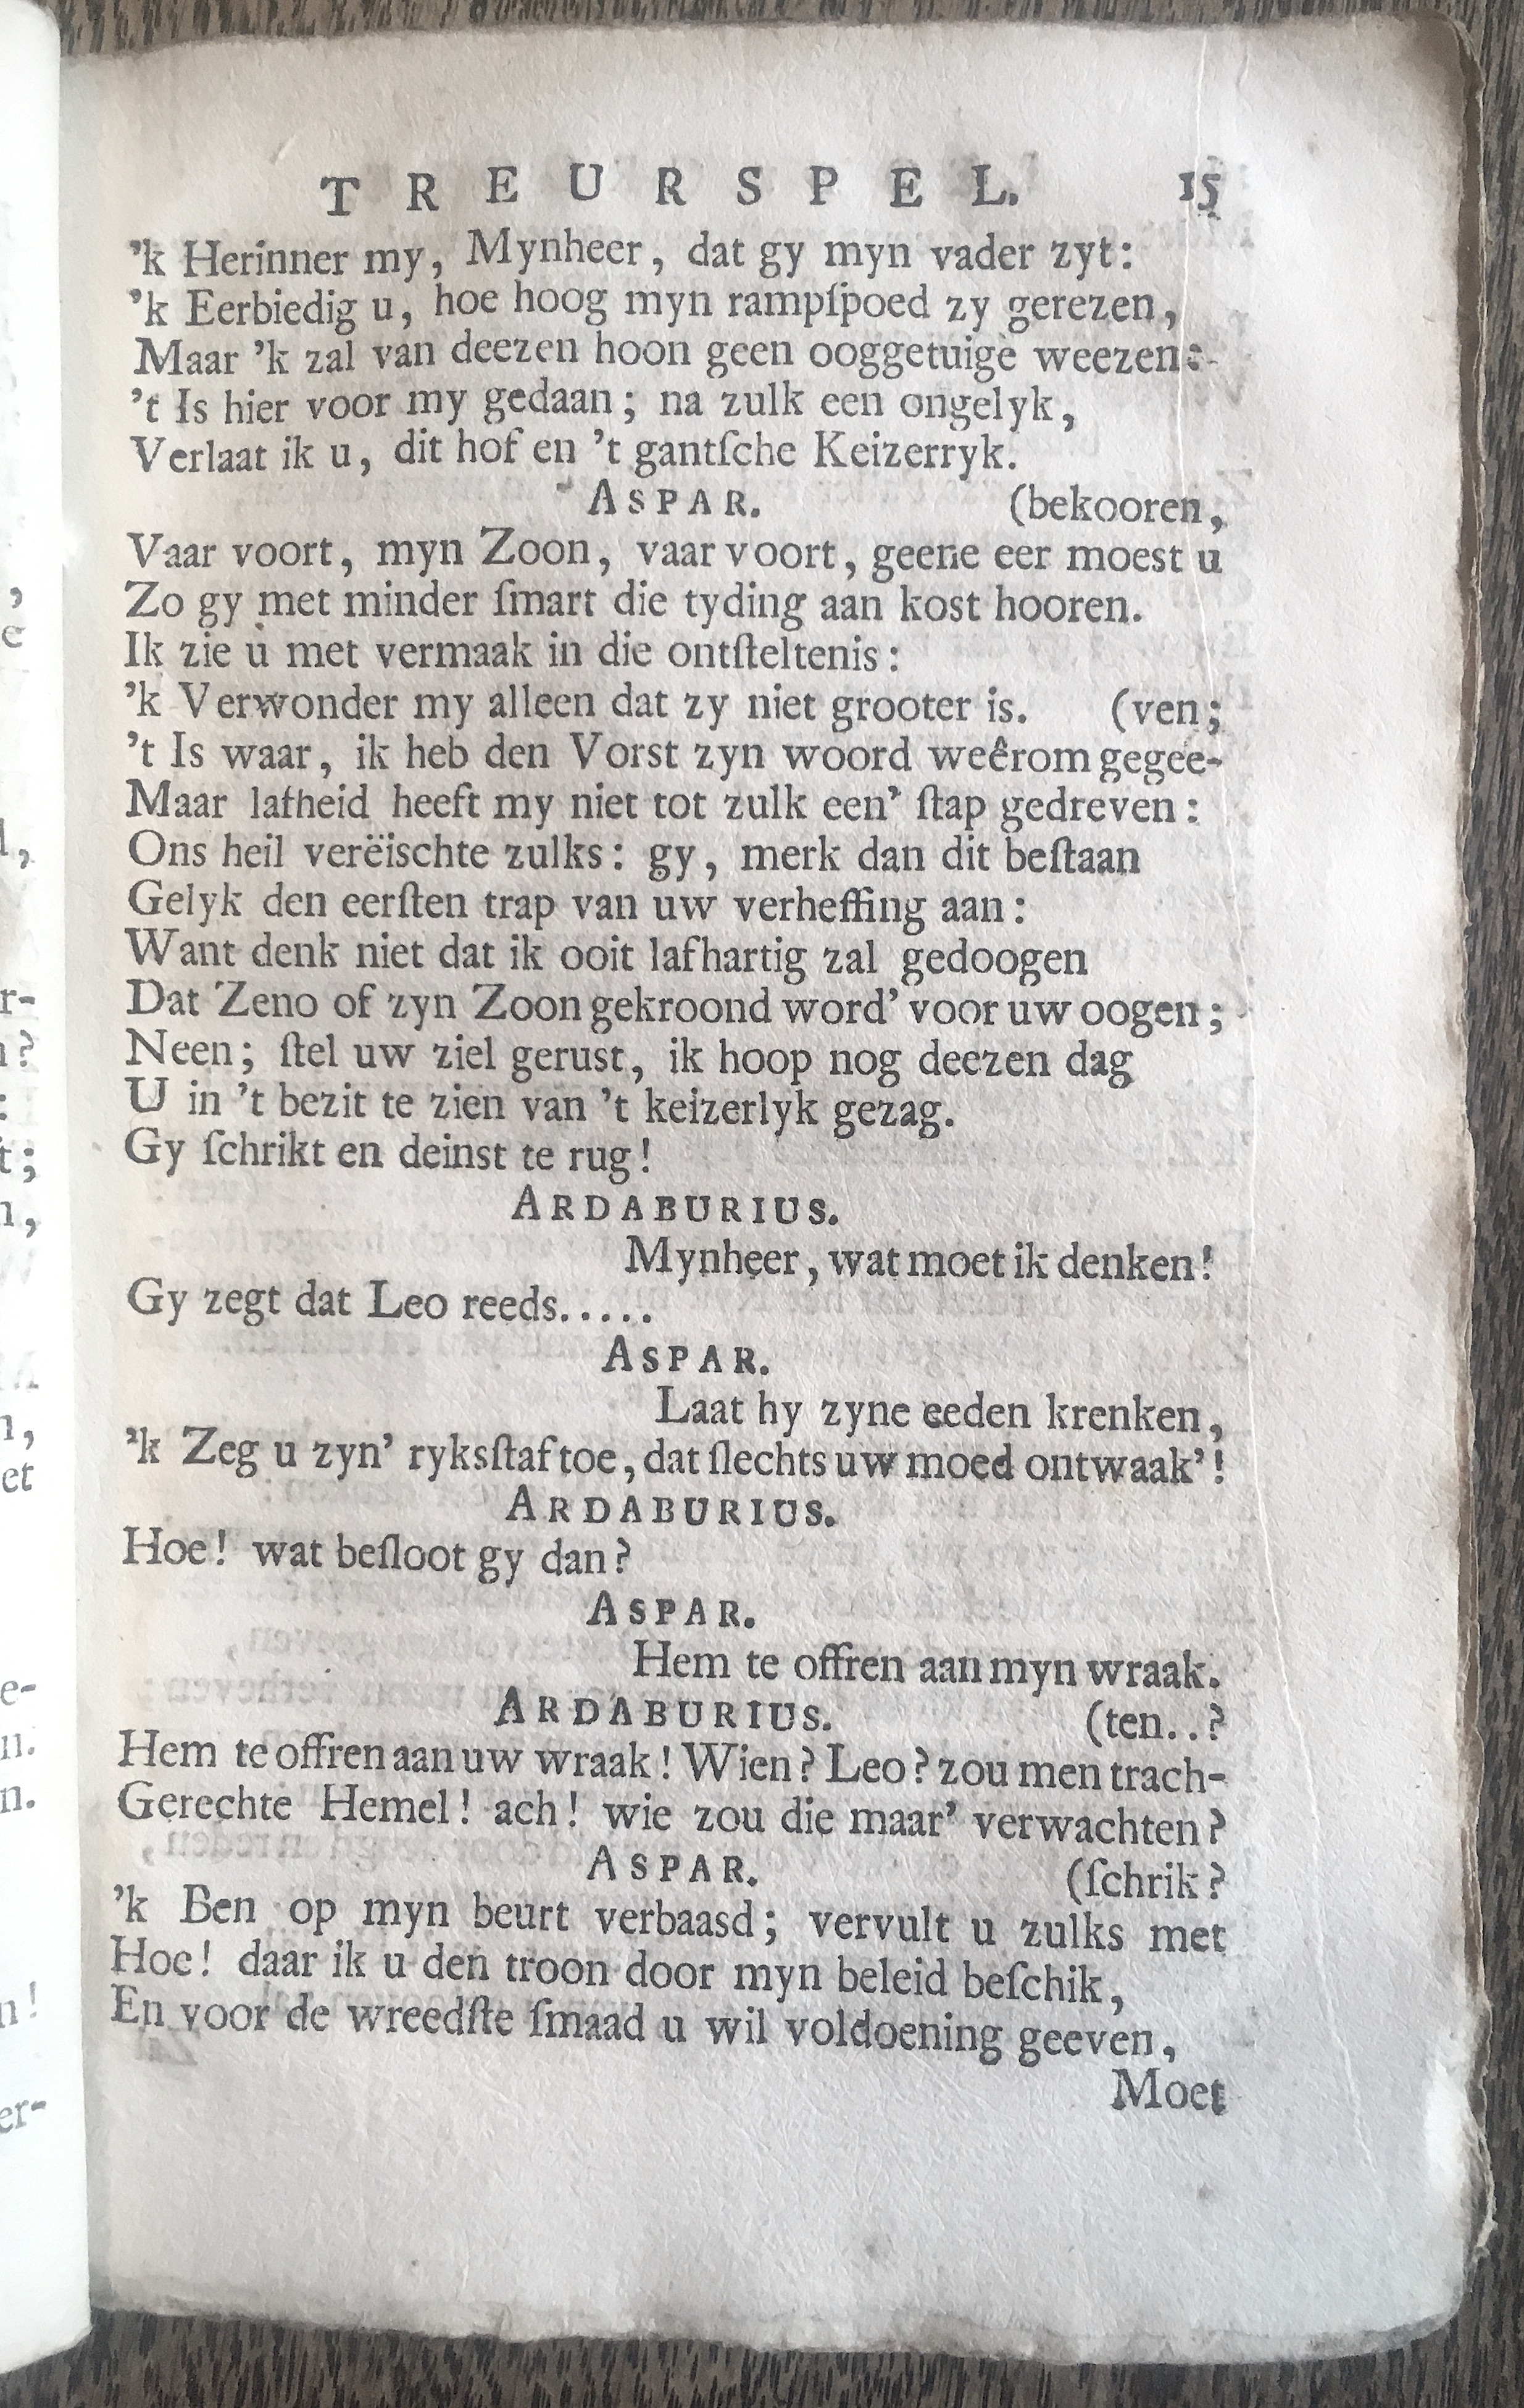 TREURSPEL. 15
’k Herinner my, Mynheer, dat gy myn vader zyt:
’k Eerbiedig u, hoe hoog myn rampſpoed zy gerezen,
Maar ’k zal van deezen hoon geen ooggetuige weezen:
’t Is hier voor my gedaan; na zulk een ongelyk,
Verlaat ik u, dit hof en ’t gantſche Keizerryk.
ASPAR. (bekooren,
Vaar voort, myn Zoon, vaar voort, geene eer moest u
Zo gy met minder ſmart die tyding aan kost hooren.
Ik zie u met vermaak in die ontſteltenis:
’k Verwonder my alleen dat zy niet grooter is. (ven;
’t Is waar, ik heb den Vorst zyn woord weêrom gegee-
Maar lafheid heeft my niet tot zulk een’ ſtap gedreven:
Ons heil verëischte zulks: gy, merk dan dit beſtaan
Gelyk den eerſten trap van uw verheffing aan:
Want denk niet dat ik ooit lafhartig zal gedoogen
Dat Zeno of zyn Zoon gekroond word’ voor uw oogen;
Neen; ſtel uw ziel gerust, ik hoop nog deezen dag
U in ’t bezit te zien van ’t keizerlyk gezag.
Gy ſchrikt en deinst te rug!
ARDABURIUS.
Mynheer, wat moet ik denken!
Gy zegt dat Leo reeds.....
ASPAR.
Laat hy zyne eeden krenken,
’k Zeg u zyn’ ryksſtaf toe, dat ſlechts uw moed ontwaak’!
ARDABURIUS.
Hoe! wat beſloot gy dan?
ASPAR.
Hem te offren aan myn wraak.
ARDABURIUS. (ten..?
Hem te offren aan uw wraak! Wien? Leo? zou men trach-
Gerechte Hemel! ach! wie zou die maar’ verwachten?
ASPAR. (ſchrik?
’k Ben op myn beurt verbaasd; vervult u zulks met
Hoe! daar ik u den troon door myn beleid beſchik,
En voor de wreedſte ſmaad u wil voldoening geeven,
Moet